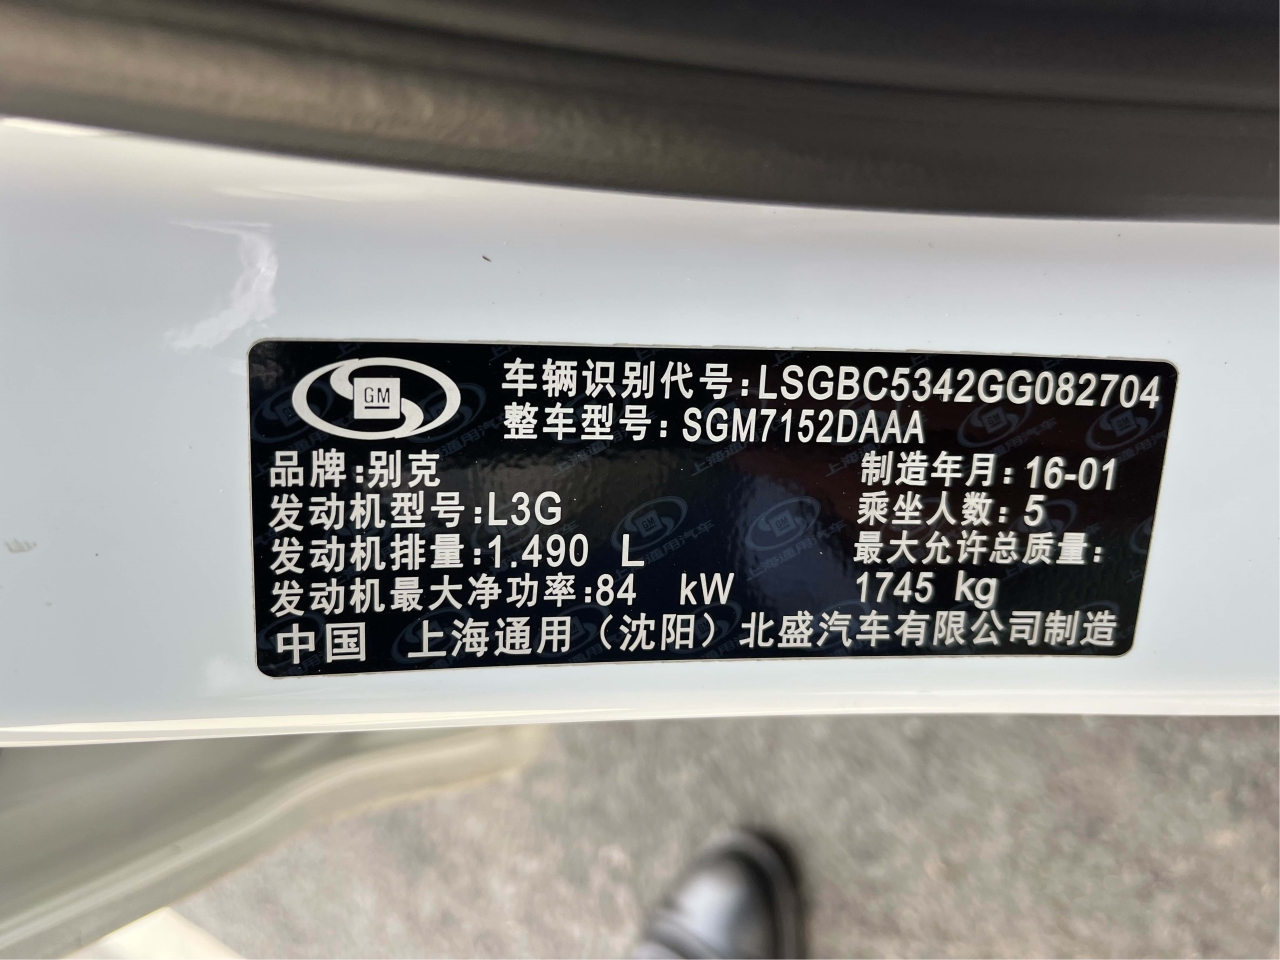 GM
车辆识别代号:LSGBC5342GG082704
整车型号:SGM7152DAAA
品牌:别克
制造年月:16-01
发动机型号:L3G
乘坐人数:5
发动机排量:1.490 L
最大允许总质量:
发动机最大净功率:84 kW
1745 kg
中国 上海通用（沈阳）北盛汽车有限公司制造